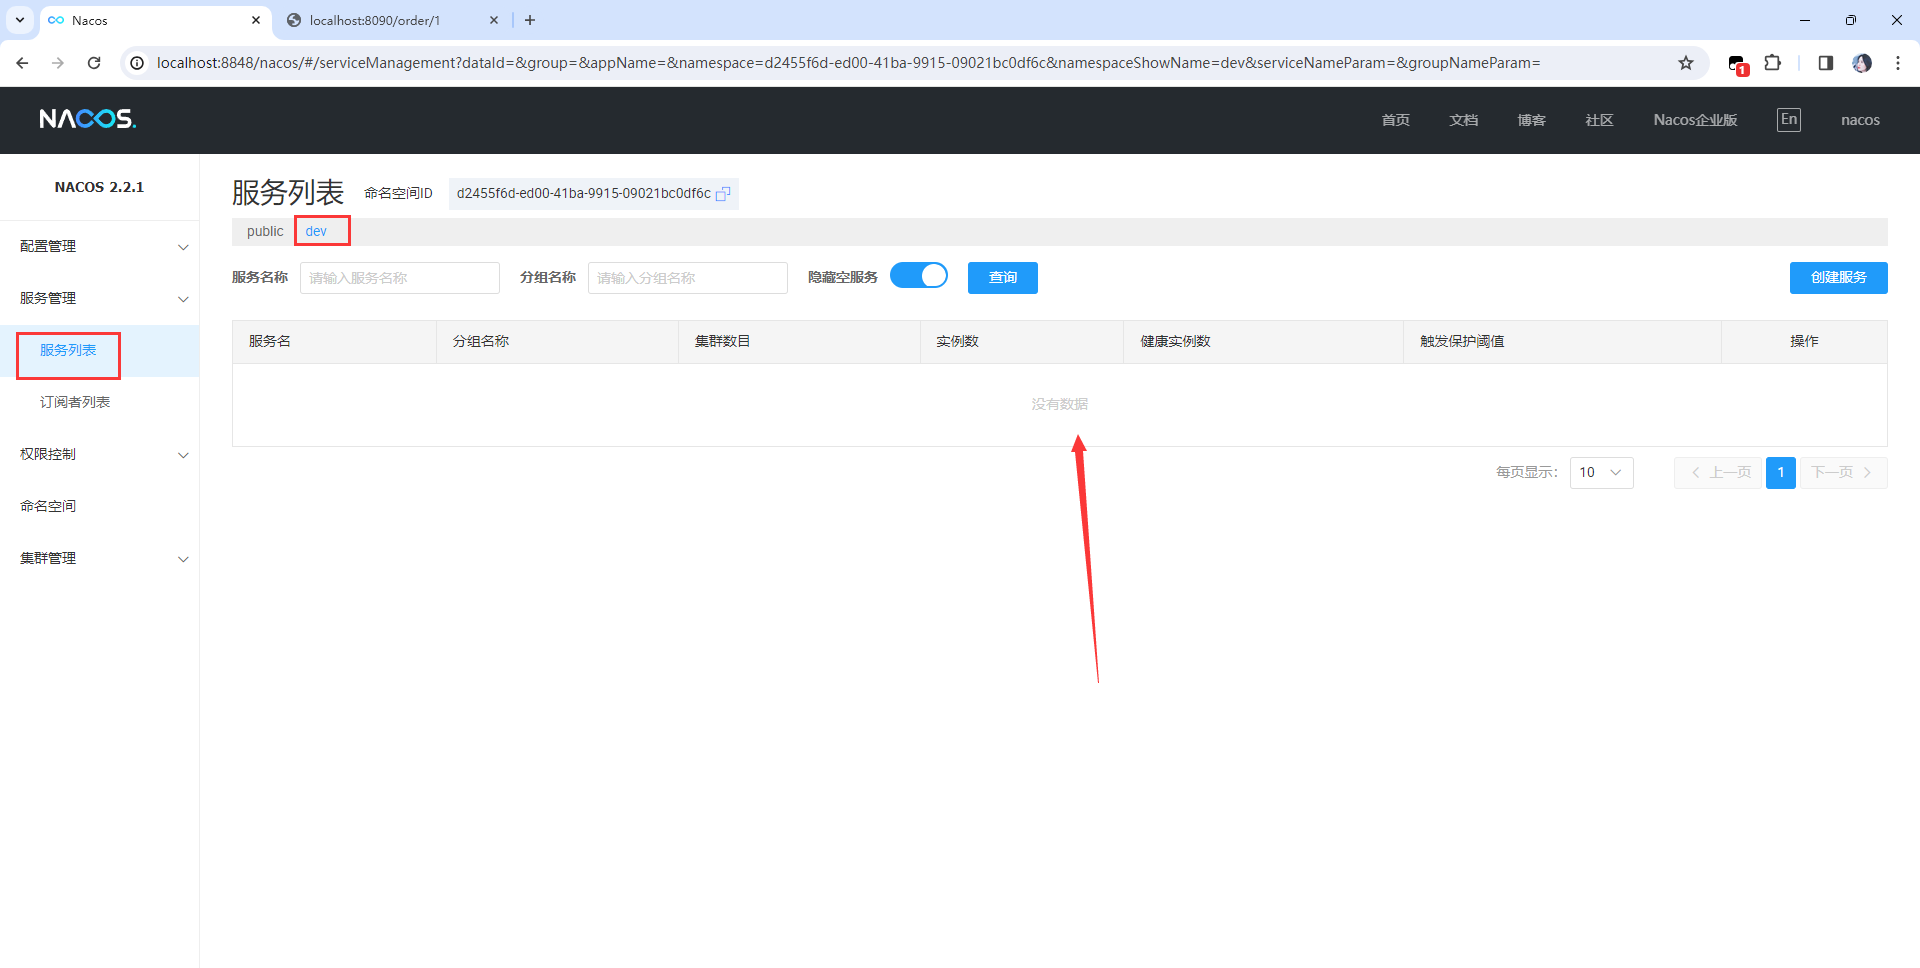 Nacos
localhost:8090/order/1
localhost:8848/nacos/#/serviceManagement?dataId=&group=&appName=&namespace=d2455f6d-ed00-41ba-9915-09021bc0df6c&namespaceShowName=dev&serviceNameParam=&groupNameParam=
1
NACOS.
首页 文档 博客 社区 Nacos企业版 En nacos
NACOS 2.2.1
配置管理
服务管理
服务列表
订阅者列表
权限控制
命名空间
集群管理
服务列表 命名空间ID d2455f6d-ed00-41ba-9915-09021bc0df6c
public dev
服务名称 请输入服务名称 分组名称 请输入分组名称 隐藏空服务 查询 创建服务
服务名 分组名称 集群数目 实例数 健康实例数 触发保护阈值 操作
没有数据
每页显示: 10 上一页 1 下一页